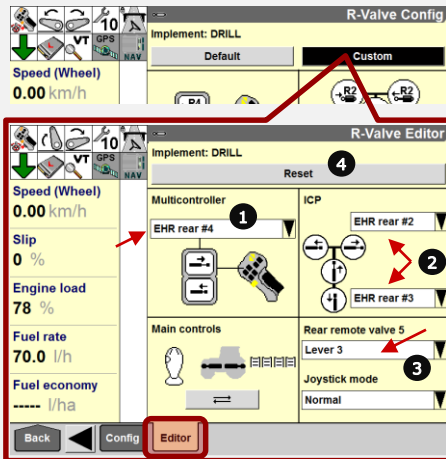 R-Valve Config
10
VT
GPS
NAV
Implement: DRILL
Default
Custom
Speed (Wheel)
0.00 km/h
R4
R2
R2
R-Valve Editor
10
VT
GPS
NAV
Implement: DRILL
Reset
4
Speed (Wheel)
0.00 km/h
Slip
0 %
Engine load
78 %
Fuel rate
70.0 l/h
Fuel economy
----- l/ha
Multicontroller
1
EHR rear #4
ICP
EHR rear #2
2
EHR rear #3
Main controls
Rear remote valve 5
Lever 3
3
Joystick mode
Normal
Back
Config
Editor